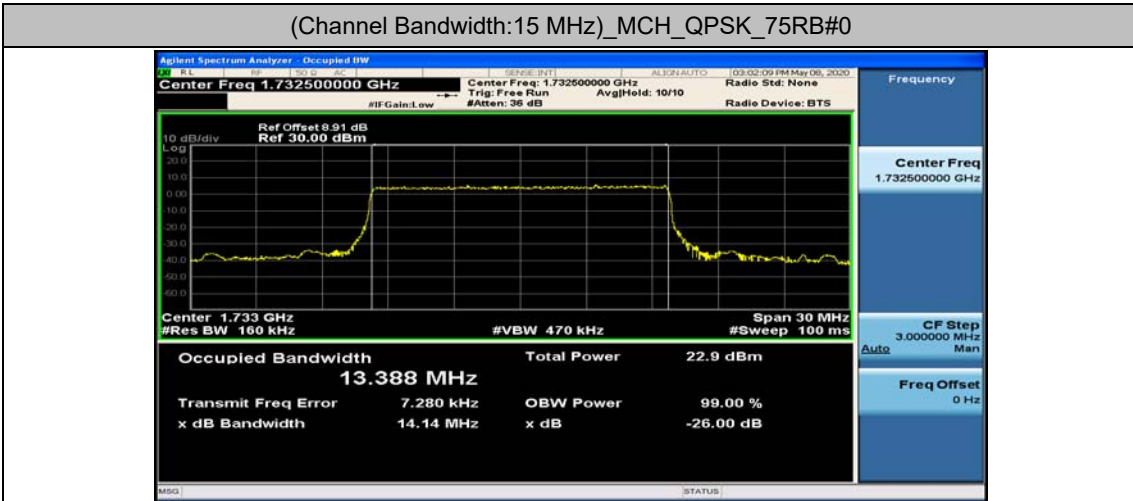 (Channel Bandwidth:15 MHz)_MCH_QPSK_75RB#0
Agilent Spectrum Analyzer - Occupied BW
RL RF 50 Ω AC SENSE:INT ALIGN AUTO 03:02:09 PM May 08, 2020
Center Freq 1.732500000 GHz
Center Freq: 1.732500000 GHz
Radio Std: None
Trig: Free Run Avg|Hold: 10/10
#IFGain:Low #Atten: 36 dB Radio Device: BTS
Frequency
Ref Offset 8.91 dB
10 dB/div Ref 30.00 dBm
Log
20.0
10.0
0.00
-10.0
-20.0
-30.0
-40.0
-50.0
-60.0
Center Freq
1.732500000 GHz
Center 1.733 GHz Span 30 MHz
#Res BW 160 kHz #VBW 470 kHz #Sweep 100 ms
CF Step
3.000000 MHz
Auto Man
Occupied Bandwidth Total Power 22.9 dBm
13.388 MHz
Transmit Freq Error 7.280 kHz OBW Power 99.00 %
x dB Bandwidth 14.14 MHz x dB -26.00 dB
Freq Offset
0 Hz
MSG STATUS